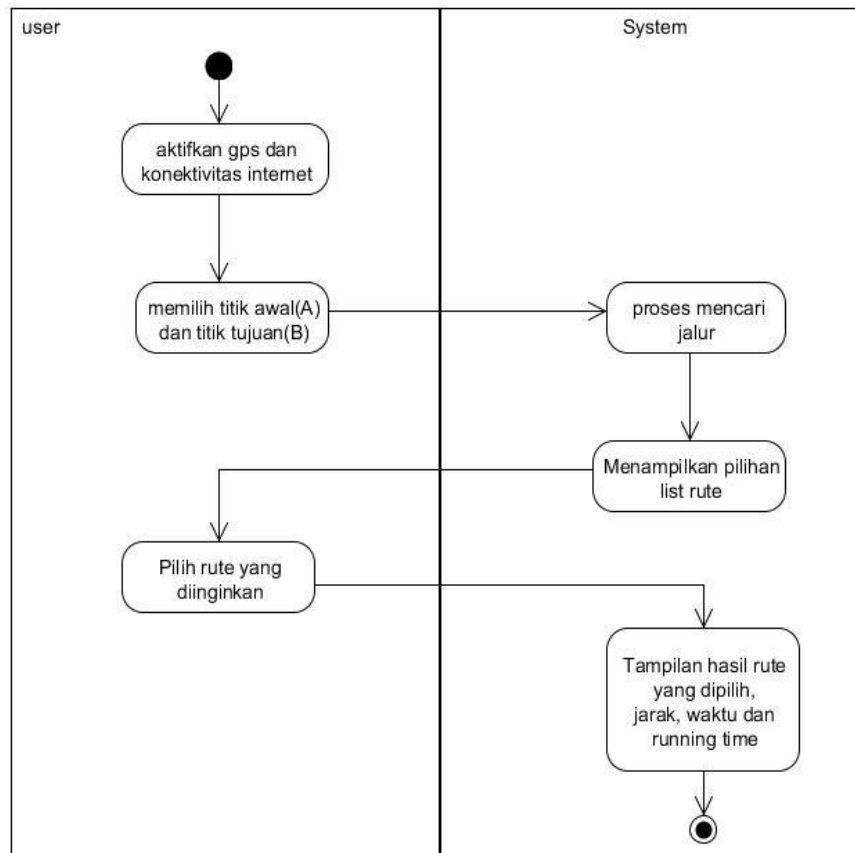 user
System
aktifkan gps dan
konektivitas internet
memilih titik awal(A)
dan titik tujuan(B)
proses mencari
jalur
Menampilkan pilihan
list rute
Pilih rute yang
diinginkan
Tampilan hasil rute
yang dipilih,
jarak, waktu dan
running time